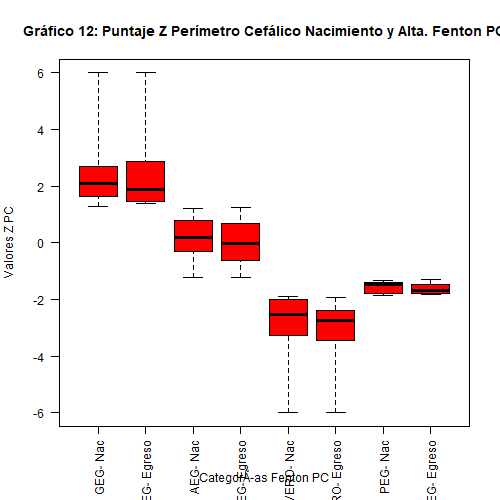 Gráfico 12: Puntaje Z Perímetro Cefálico Nacimiento y Alta. Fenton PC
Valores Z PC
6
4
2
0
-2
-4
-6
GEG- Nac
EG- Egreso
AEG- Nac
EG- Egreso
VERO- Nac
RO- Egreso
PEG- Nac
EG- Egreso
CategorÃ-as Fenton PC